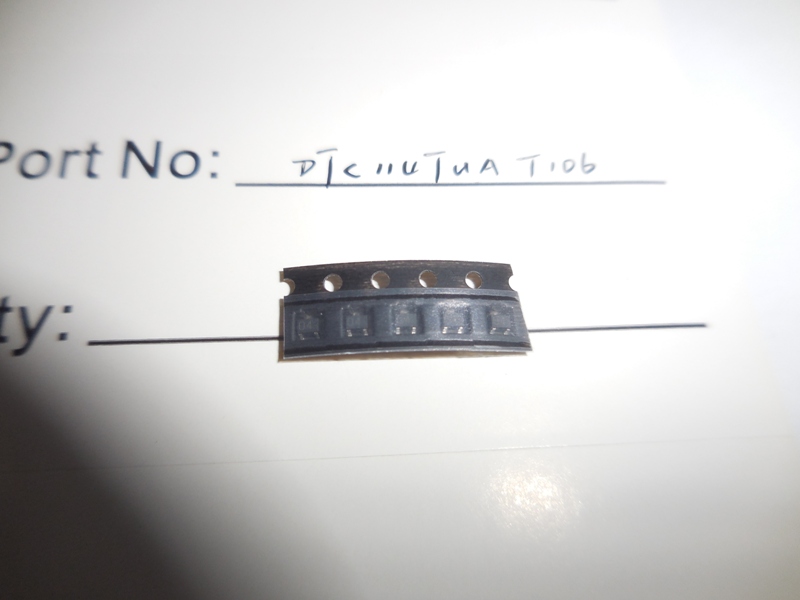 Port No: DTC114TUA T106
ty: